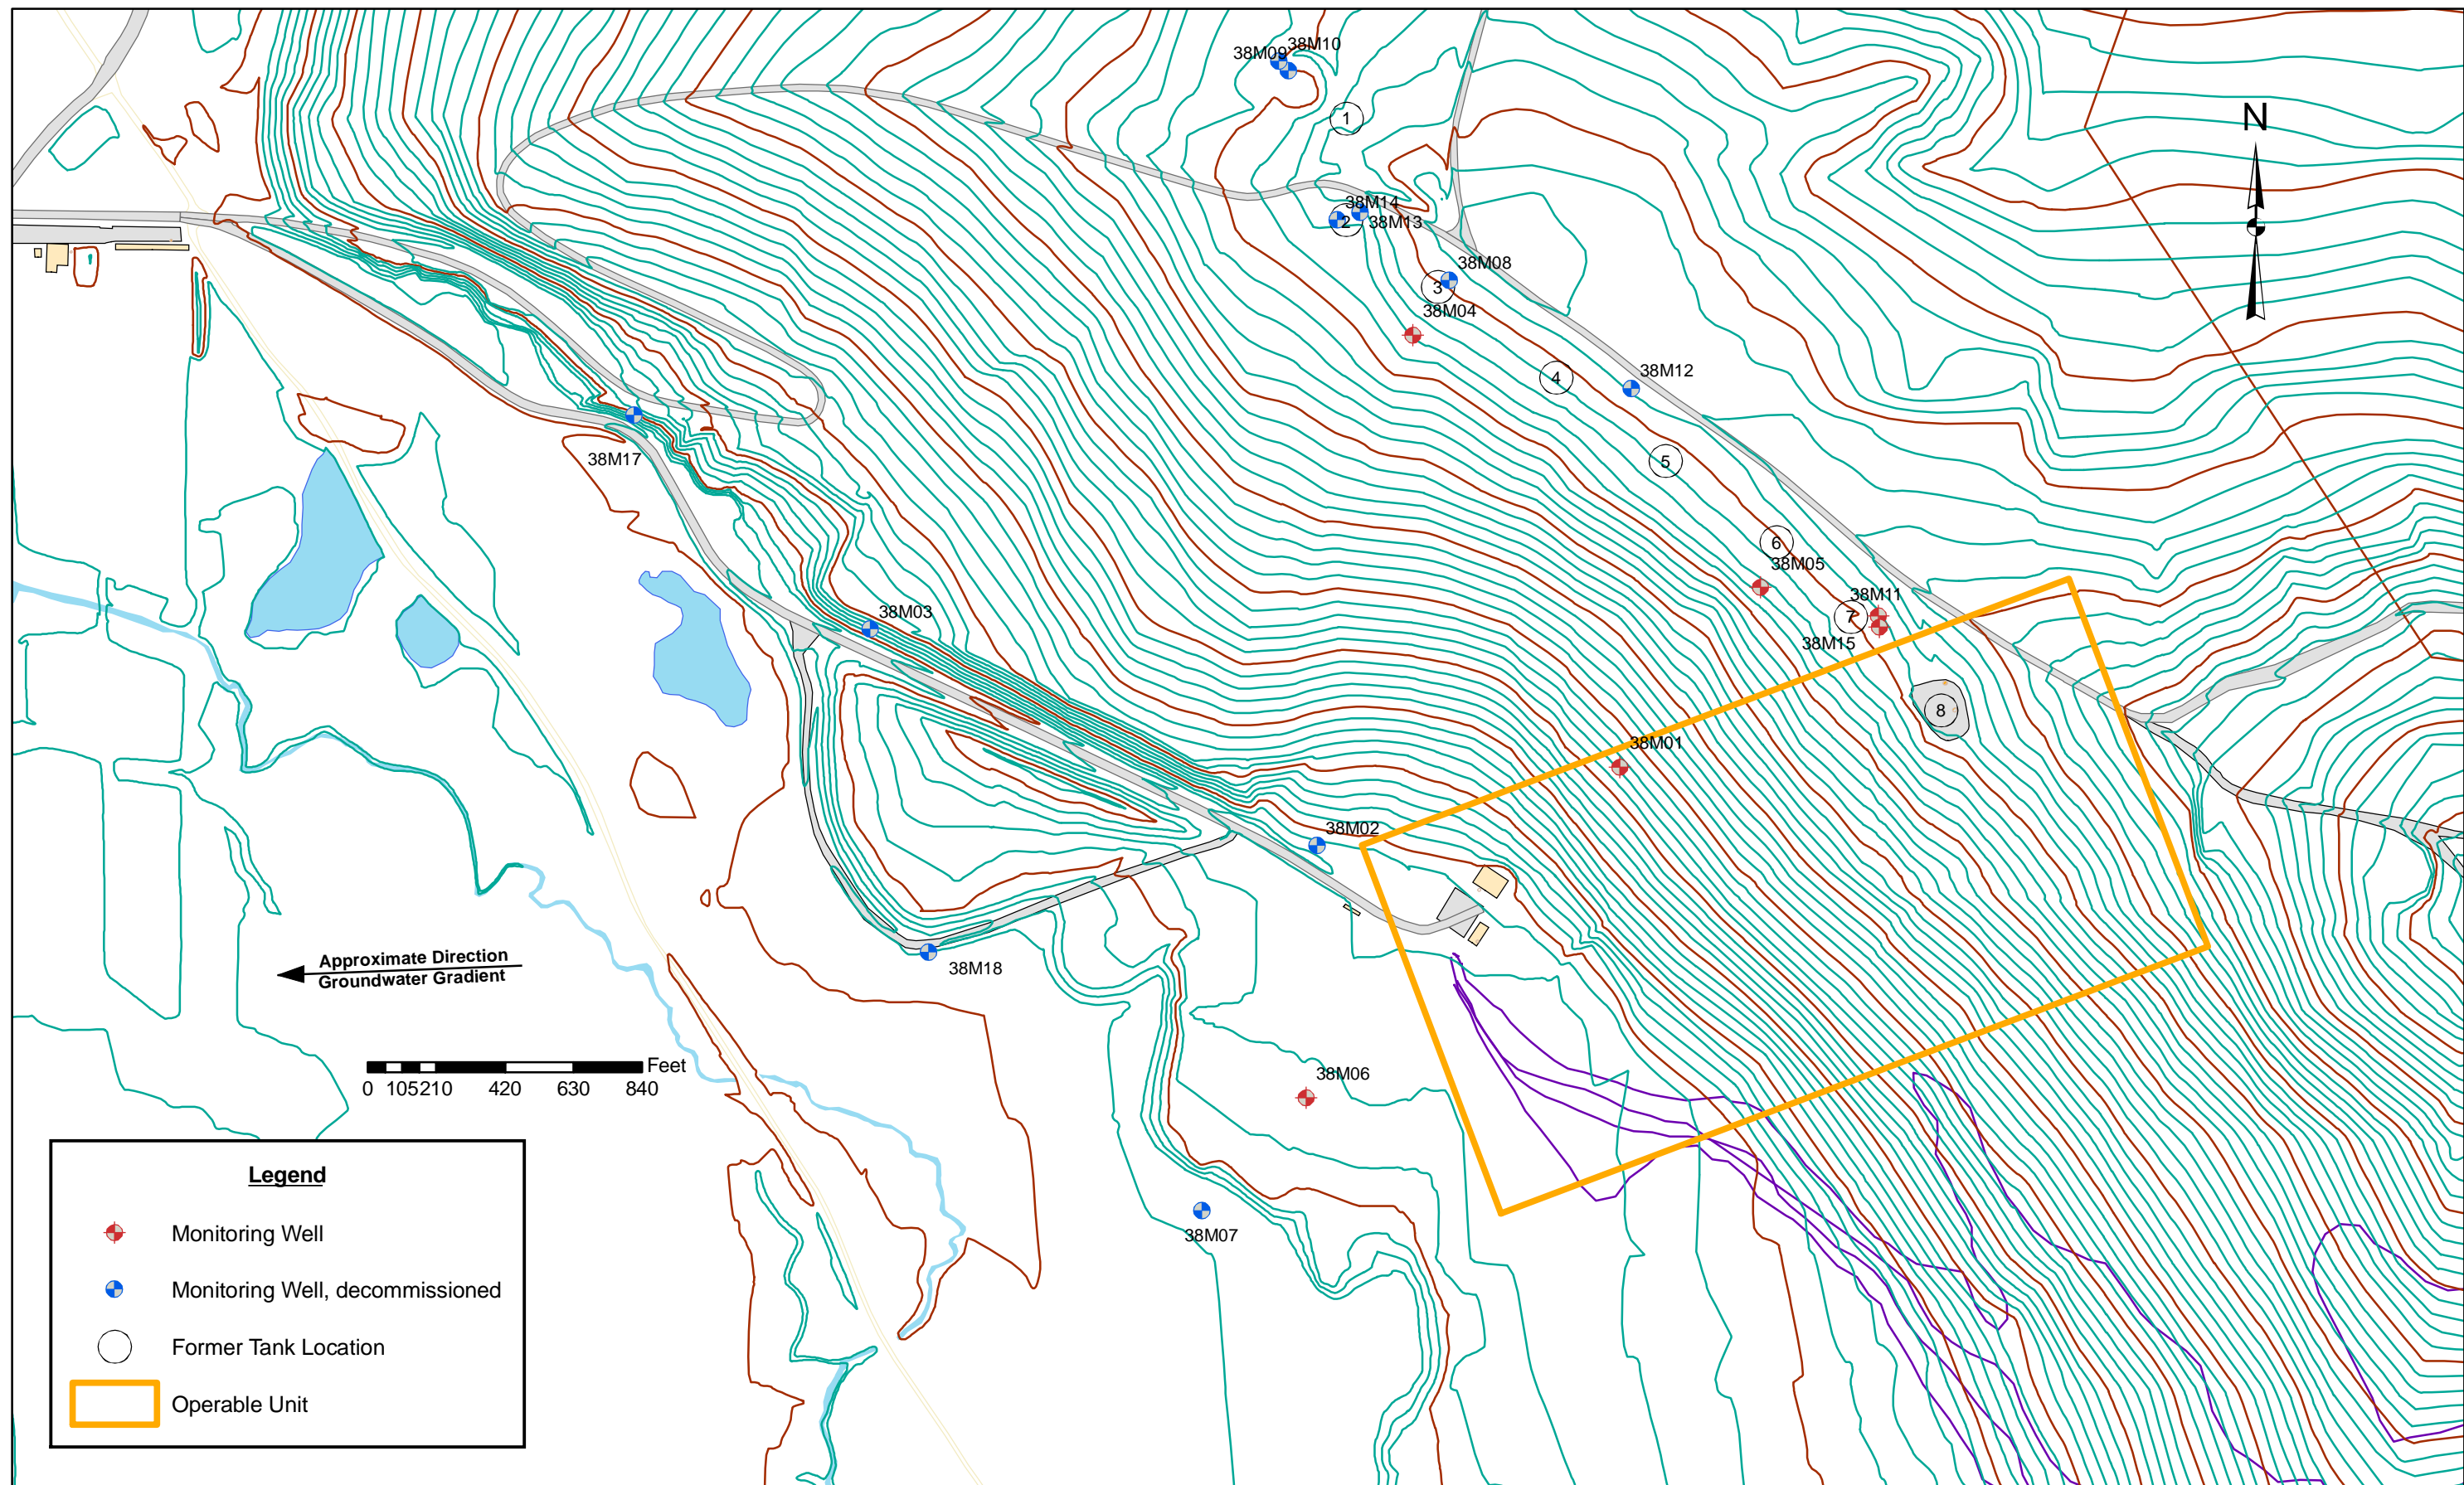 38M10
38M09
1
N
38M14
2
38M13
38M08
3
38M04
4
38M12
38M17
5
6
38M05
38M03
38M11
7
38M15
8
38M01
38M02
Approximate Direction
Groundwater Gradient
38M18
Feet
0 105 210 420 630 840
38M06
38M07
Legend
Monitoring Well
Monitoring Well, decommissioned
Former Tank Location
Operable Unit